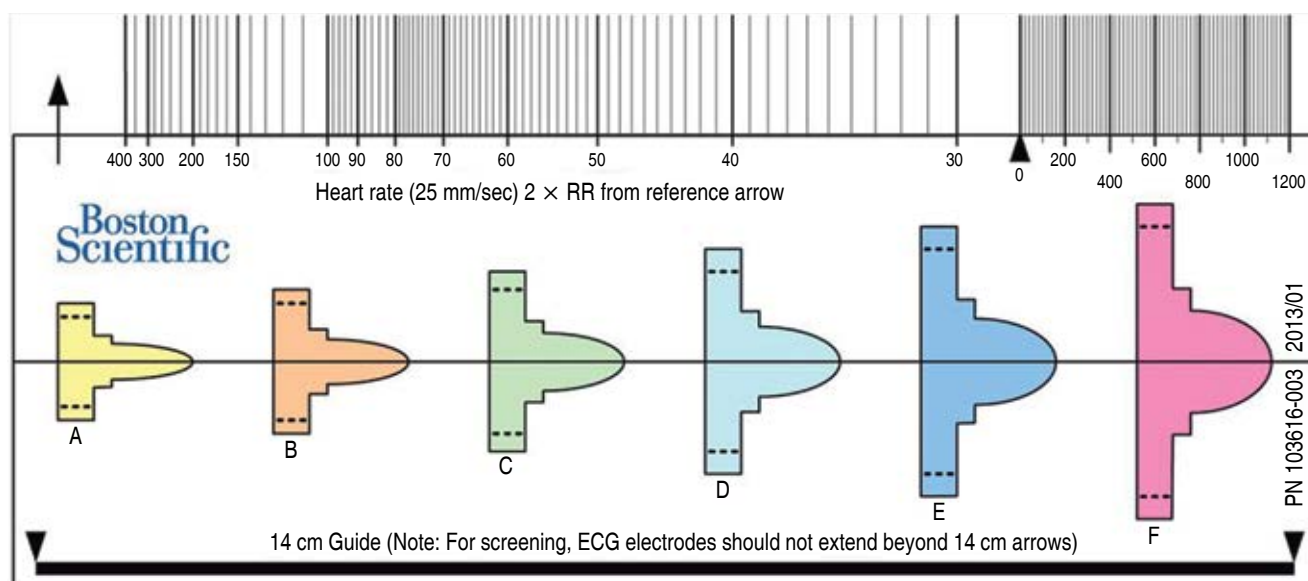 400 300 200 150 100 90 80 70 60 50 40 30 0 200 400 600 800 1000 1200
Heart rate (25 mm/sec) 2 × RR from reference arrow
Boston
Scientific
A
B
C
D
E
F
PN 103616-003 2013/01
14 cm Guide (Note: For screening, ECG electrodes should not extend beyond 14 cm arrows)